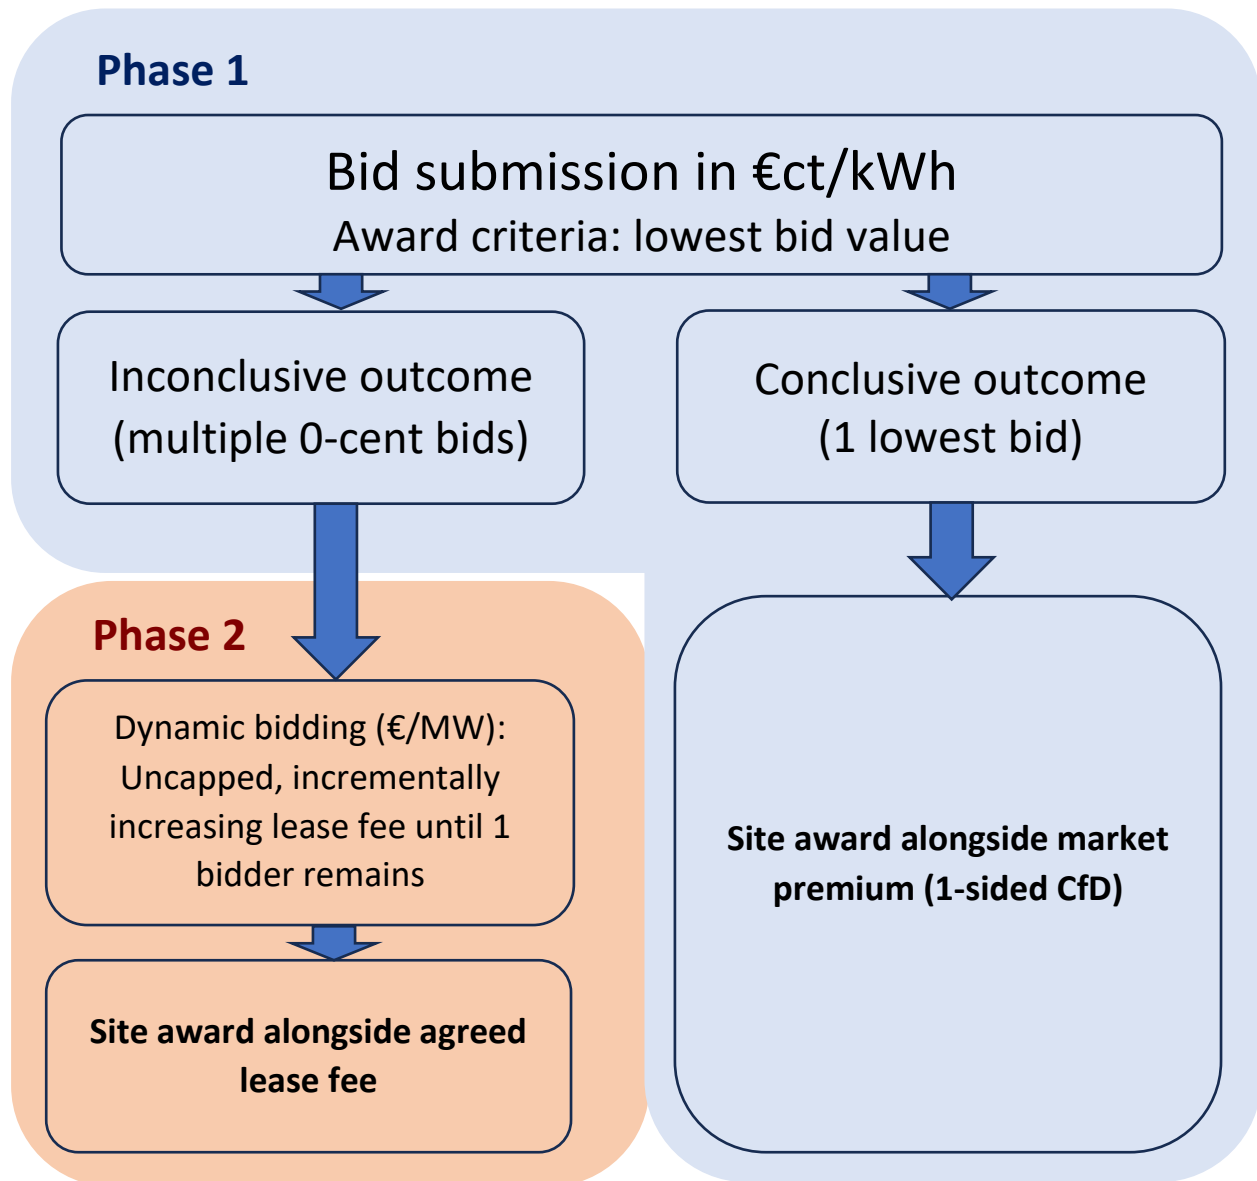 Phase 1
Bid submission in €ct/kWh
Award criteria: lowest bid value
Inconclusive outcome
(multiple 0-cent bids)
Conclusive outcome
(1 lowest bid)
Phase 2
Dynamic bidding (€/MW):
Uncapped, incrementally
increasing lease fee until 1
bidder remains
Site award alongside agreed
lease fee
Site award alongside market
premium (1-sided CfD)